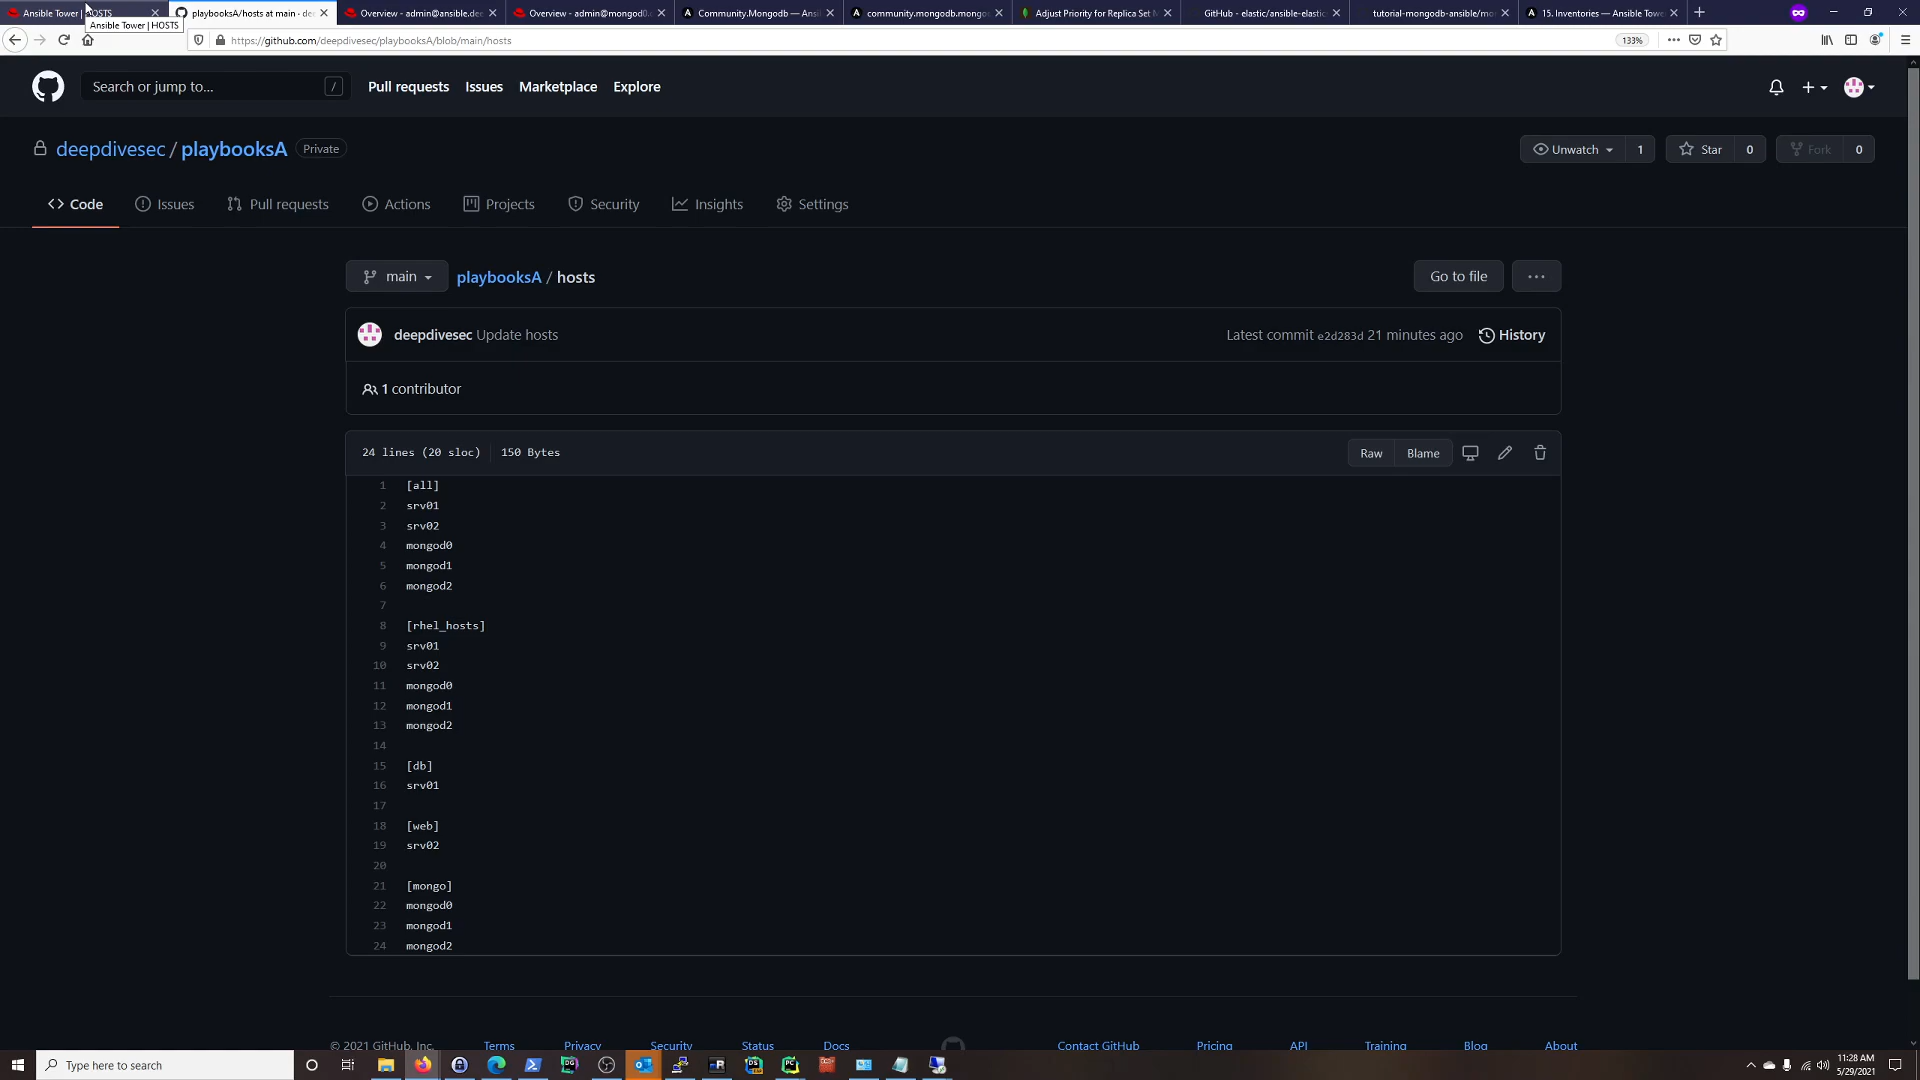 Ansible Tower | HOSTS
playbooksA/hosts at main · dee
Overview - admin@ansible.dee
Overview - admin@mongod0.
Community.Mongodb — Ansi
community.mongodb.mongo
Adjust Priority for Replica Set M
GitHub - elastic/ansible-elastic
tutorial-mongodb-ansible/mo
15. Inventories — Ansible Towe
Ansible Tower | HOSTS
https://github.com/deepdivesec/playbooksA/blob/main/hosts
133%
Search or jump to...
/
Pull requests
Issues
Marketplace
Explore
deepdivesec / playbooksA
Private
Unwatch
1
Star
0
Fork
0
Code
Issues
Pull requests
Actions
Projects
Security
Insights
Settings
main
playbooksA / hosts
Go to file
deepdivesec Update hosts
Latest commit e2d283d 21 minutes ago
History
1 contributor
24 lines (20 sloc)
150 Bytes
Raw
Blame
1 [all]
2 srv01
3 srv02
4 mongod0
5 mongod1
6 mongod2
7
8 [rhel_hosts]
9 srv01
10 srv02
11 mongod0
12 mongod1
13 mongod2
14
15 [db]
16 srv01
17
18 [web]
19 srv02
20
21 [mongo]
22 mongod0
23 mongod1
24 mongod2
© 2021 GitHub, Inc.
Terms
Privacy
Security
Status
Docs
Contact GitHub
Pricing
API
Training
Blog
About
Type here to search
11:28 AM
5/29/2021